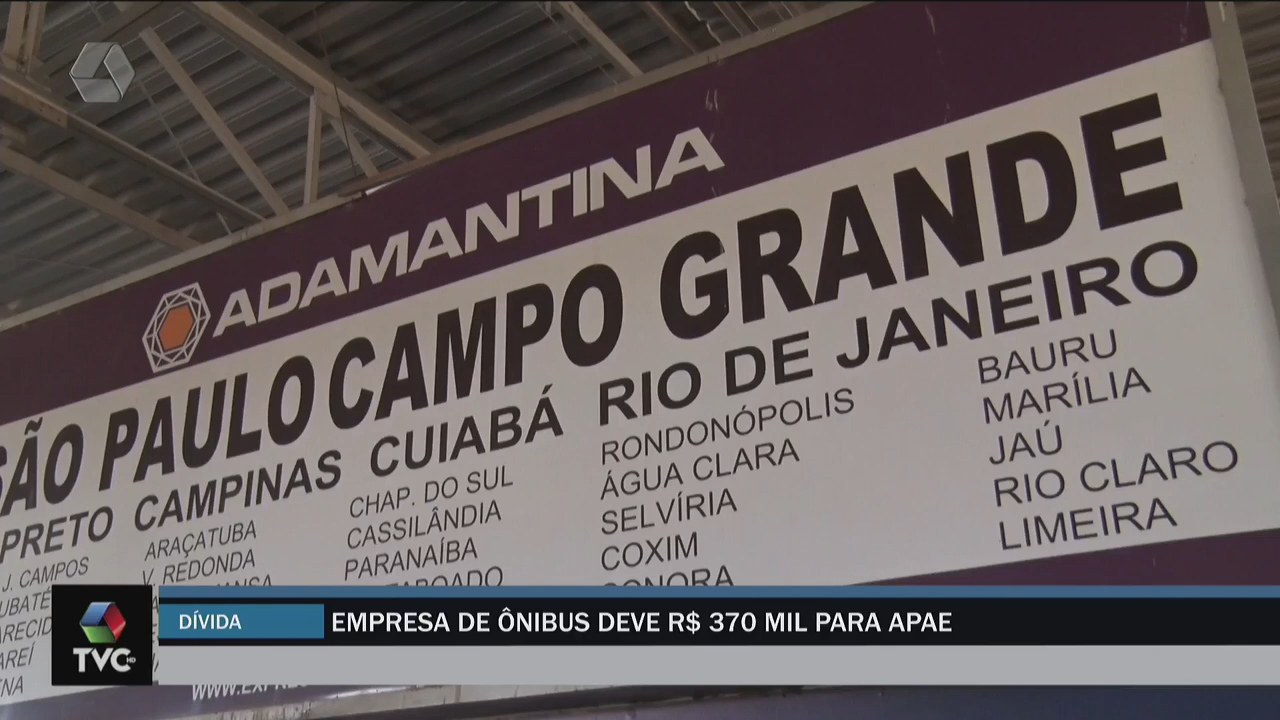 ADAMANTINA
SÃO PAULO CAMPO GRANDE
PRETO CAMPINAS CUIABÁ RIO DE JANEIRO
J. CAMPOS
ARAÇATUBA
V. REDONDA
CHAP. DO SUL
CASSILÂNDIA
PARANAÍBA
RONDONÓPOLIS
ÁGUA CLARA
SELVÍRIA
COXIM
SONORA
BAURU
MARÍLIA
JAÚ
RIO CLARO
LIMEIRA
DÍVIDA
EMPRESA DE ÔNIBUS DEVE R$ 370 MIL PARA APAE
TVC HD